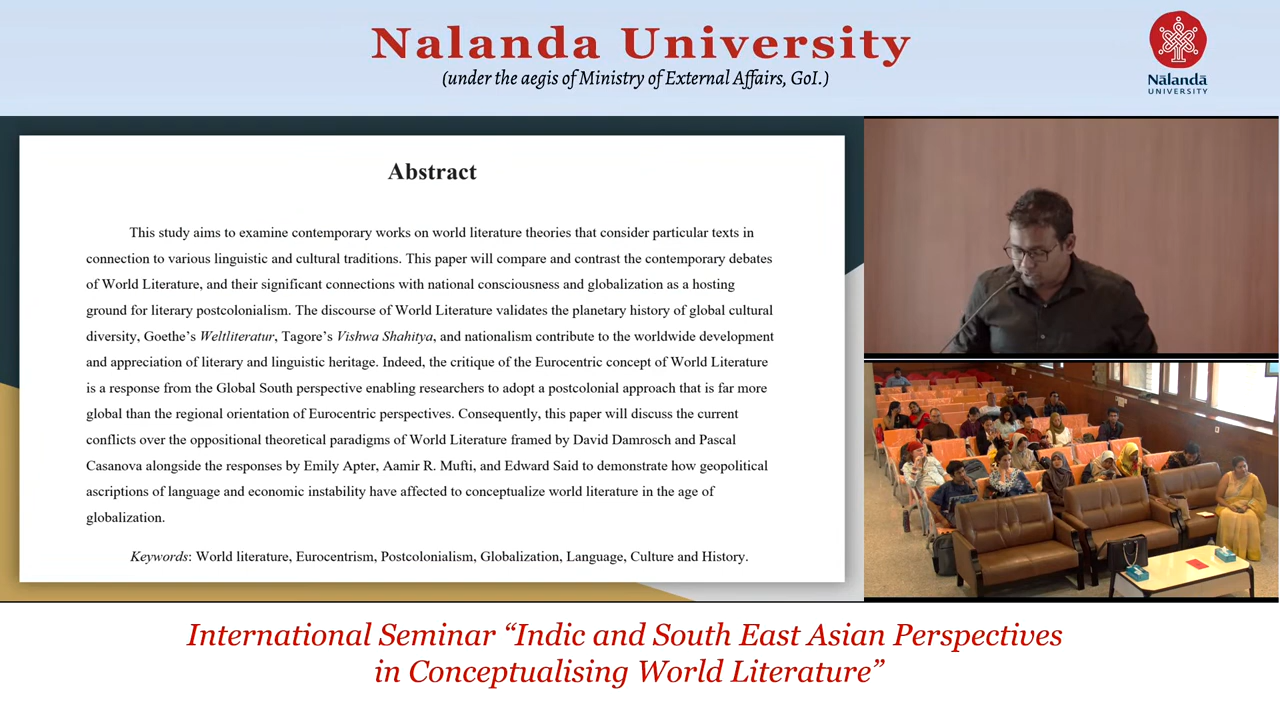 Nalanda University
(under the aegis of Ministry of External Affairs, GoI.)
Nālandā
UNIVERSITY
Abstract
This study aims to examine contemporary works on world literature theories that consider particular texts in
connection to various linguistic and cultural traditions. This paper will compare and contrast the contemporary debates
of World Literature, and their significant connections with national consciousness and globalization as a hosting
ground for literary postcolonialism. The discourse of World Literature validates the planetary history of global cultural
diversity, Goethe’s Weltliteratur, Tagore’s Vishwa Shahitya, and nationalism contribute to the worldwide development
and appreciation of literary and linguistic heritage. Indeed, the critique of the Eurocentric concept of World Literature
is a response from the Global South perspective enabling researchers to adopt a postcolonial approach that is far more
global than the regional orientation of Eurocentric perspectives. Consequently, this paper will discuss the current
conflicts over the oppositional theoretical paradigms of World Literature framed by David Damrosch and Pascal
Casanova alongside the responses by Emily Apter, Aamir R. Mufti, and Edward Said to demonstrate how geopolitical
ascriptions of language and economic instability have affected to conceptualize world literature in the age of
globalization.
Keywords: World literature, Eurocentrism, Postcolonialism, Globalization, Language, Culture and History.
International Seminar “Indic and South East Asian Perspectives
in Conceptualising World Literature”